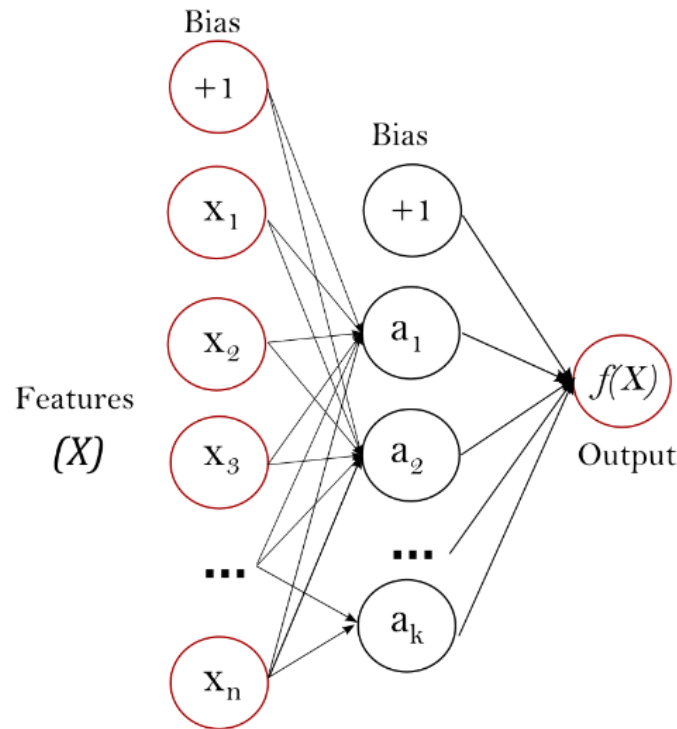 Bias
+1
x1
x2
x3
...
xn
Features
(X)
Bias
+1
a1
a2
...
ak
f(X)
Output